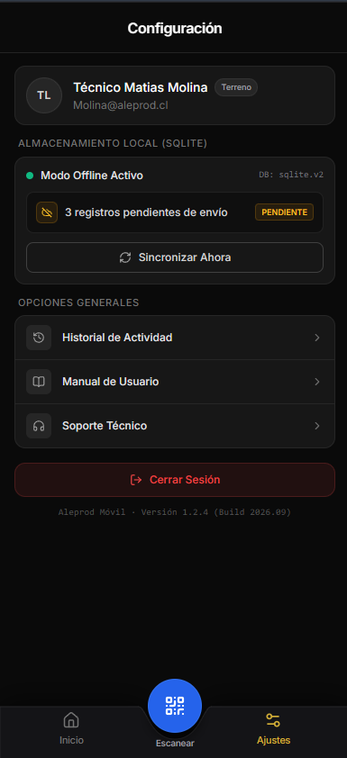 Configuración
TL
Técnico Matias Molina Terreno
Molina@aleprod.cl
ALMACENAMIENTO LOCAL (SQLITE)
Modo Offline Activo DB: sqlite.v2
3 registros pendientes de envío PENDIENTE
Sincronizar Ahora
OPCIONES GENERALES
Historial de Actividad
Manual de Usuario
Soporte Técnico
Cerrar Sesión
Aleprod Móvil · Versión 1.2.4 (Build 2026.09)
Inicio Escanear Ajustes